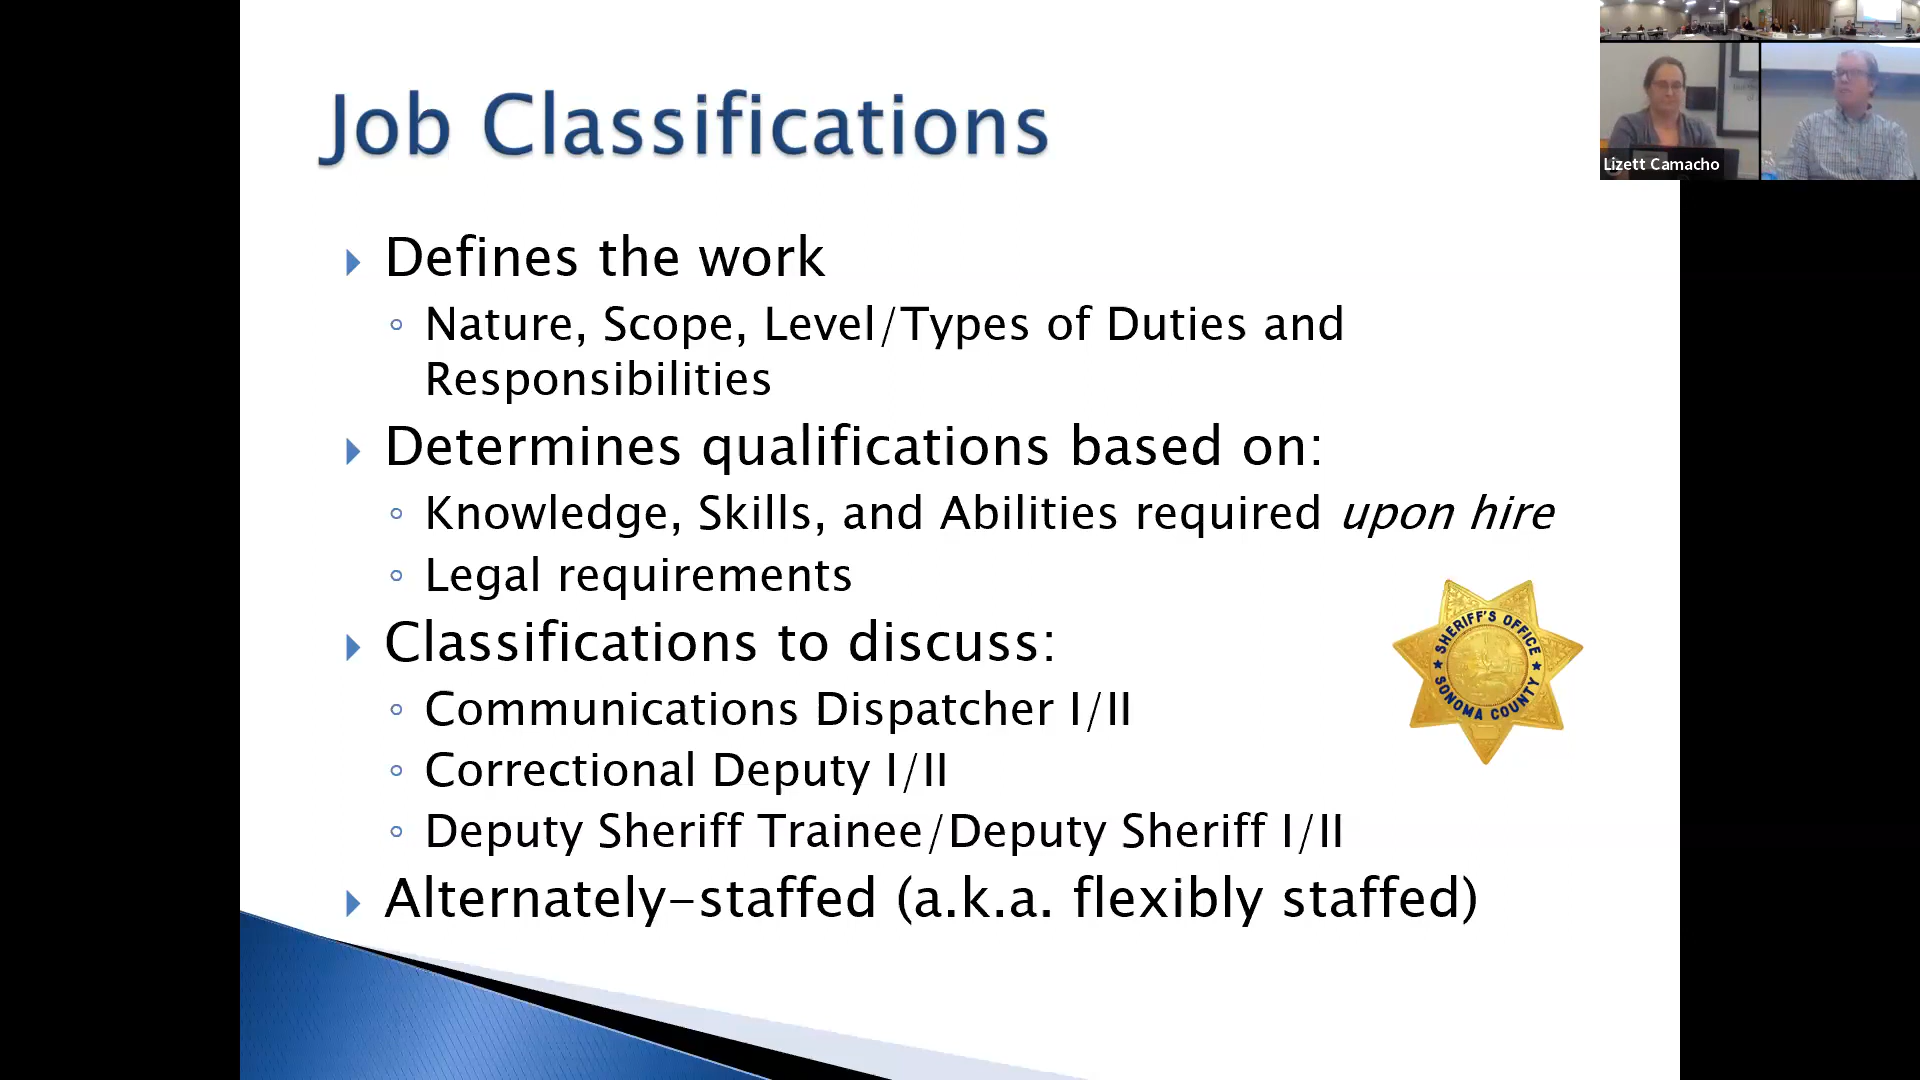 Job Classifications
Defines the work
Nature, Scope, Level/Types of Duties and
Responsibilities
Determines qualifications based on:
Knowledge, Skills, and Abilities required upon hire
Legal requirements
Classifications to discuss:
Communications Dispatcher I/II
Correctional Deputy I/II
Deputy Sheriff Trainee/Deputy Sheriff I/II
Alternately-staffed (a.k.a. flexibly staffed)
SHERIFF'S OFFICE
SONOMA COUNTY
Lizett Camacho